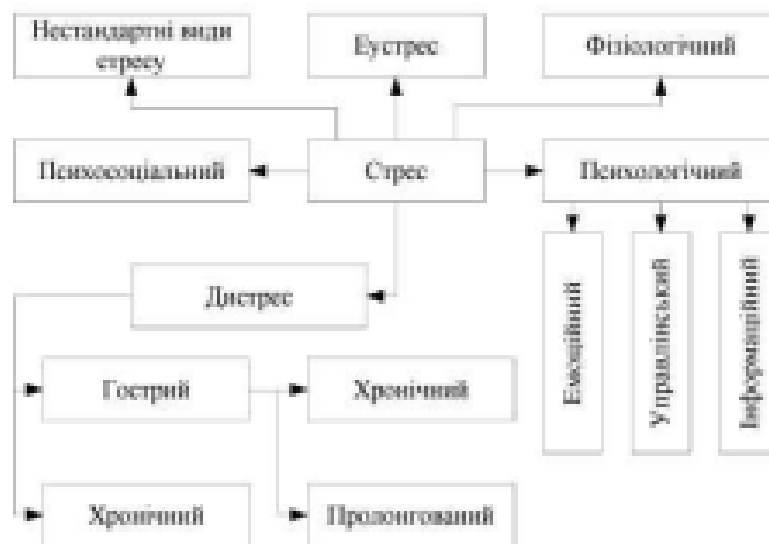 Нестандартні види
стресу
Еустрес
Фізіологічний
Психосоціальний
Стрес
Психологічний
Дистрес
Емоційний
Управлінський
Інформаційний
Гострий
Хронічний
Хронічний
Пролонгований